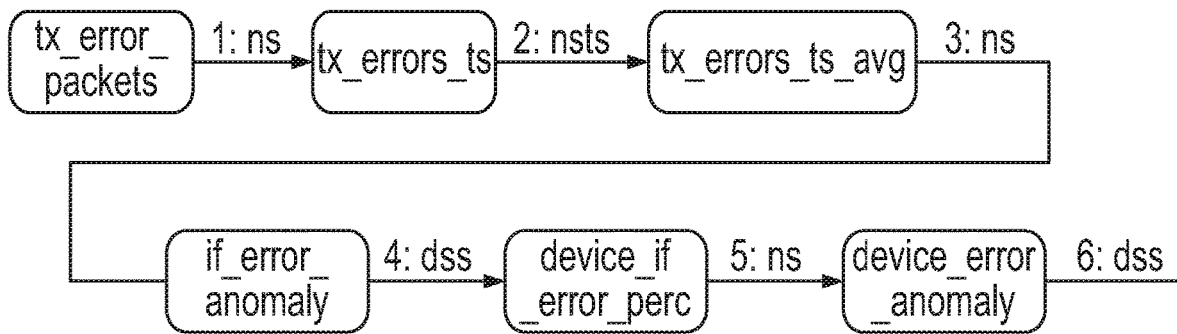 tx_error_
packets
1: ns
tx_errors_ts
2: nsts
tx_errors_ts_avg
3: ns
if_error_
anomaly
4: dss
device_if
_error_perc
5: ns
device_error
_anomaly
6: dss